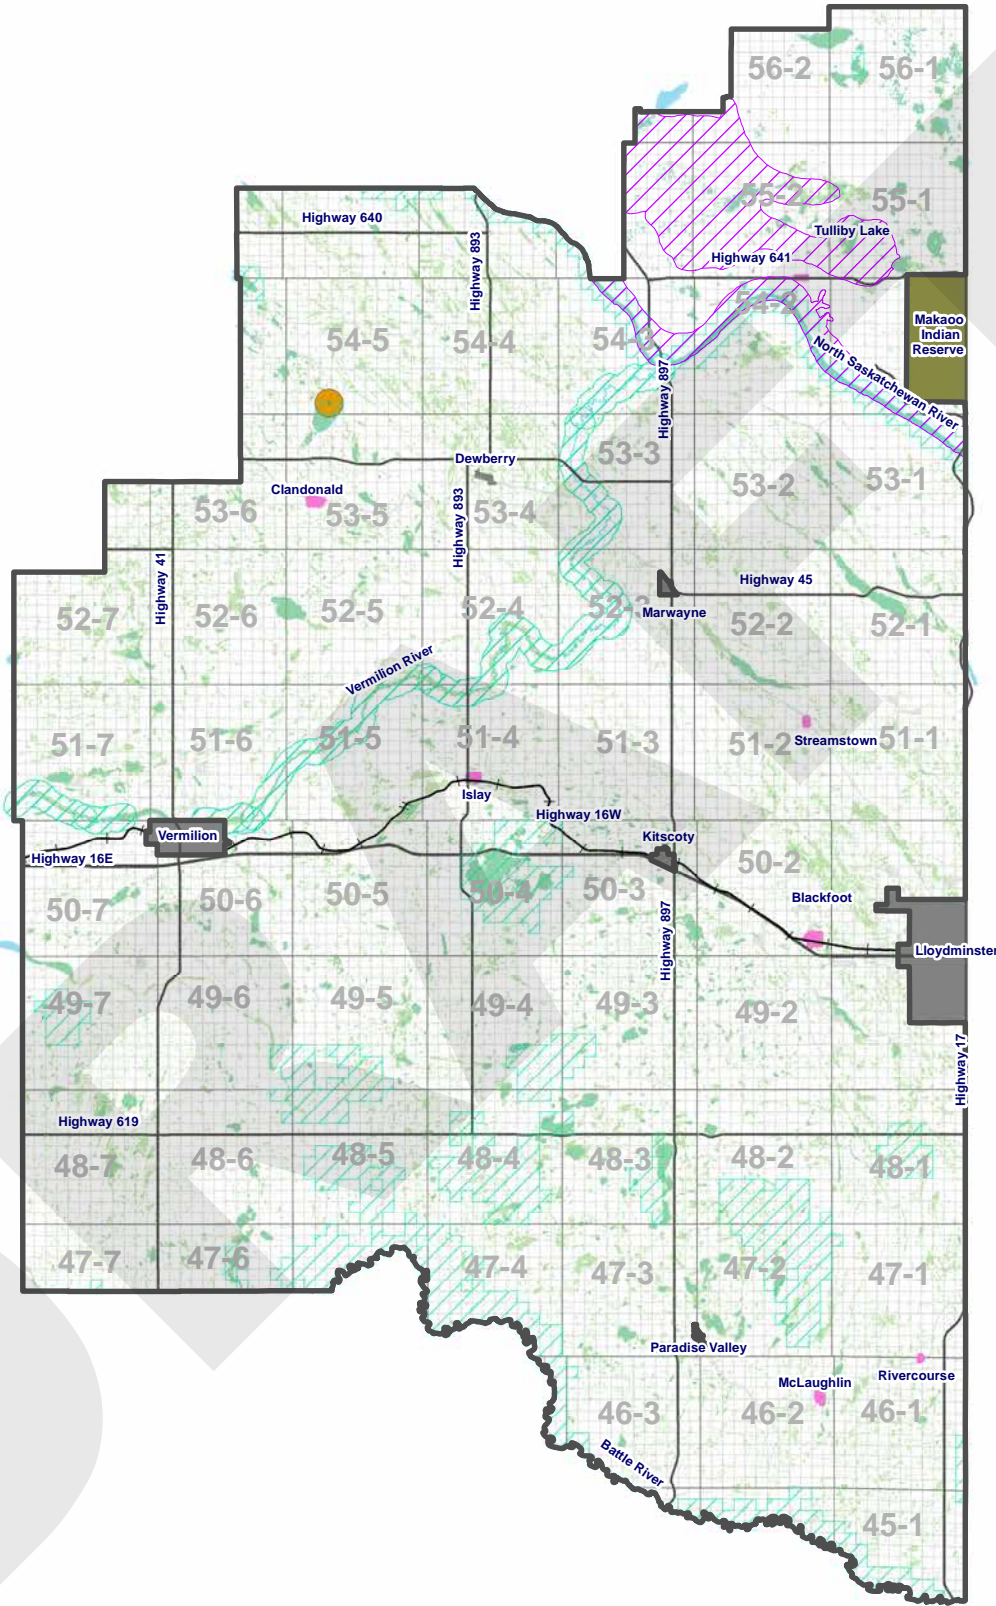 56-2
56-1
55-2
55-1
Highway 640
Tulliby Lake
Highway 893
Highway 641
54-2
Makaoo
Indian
Reserve
54-5
54-4
54-3
North Saskatchewan River
Highway 897
53-3
Dewberry
53-1
53-2
Clandonald
53-6
53-5
53-4
Highway 893
Highway 41
Highway 45
52-7
52-6
52-5
52-4
Marwayne
52-2
52-1
Vermilion River
51-7
51-6
51-5
51-4
51-3
51-2
Streamstown
51-1
Islay
Highway 16W
Vermilion
Kitscoty
Highway 16E
50-2
50-7
50-6
50-5
50-4
50-3
Blackfoot
Highway 897
Lloydminster
49-7
49-6
49-5
49-4
49-3
49-2
Highway 17
Highway 619
48-7
48-6
48-5
48-4
48-3
48-2
48-1
47-7
47-6
47-4
47-3
47-2
47-1
Paradise Valley
McLaughlin
Rivercourse
46-3
46-2
46-1
Battle River
45-1